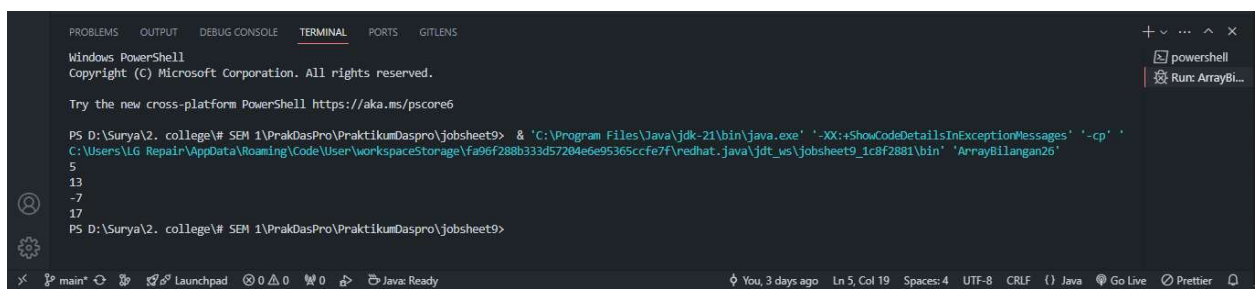 PROBLEMS OUTPUT DEBUG CONSOLE TERMINAL PORTS GITLENS
Windows PowerShell
Copyright (C) Microsoft Corporation. All rights reserved.
Try the new cross-platform PowerShell https://aka.ms/pscore6
PS D:\Surya\2. college\# SEM 1\PrakDasPro\PraktikumDaspro\jobsheet9> & 'C:\Program Files\Java\jdk-21\bin\java.exe' '-XX:+ShowCodeDetailsInExceptionMessages' '-cp' '
C:\Users\LG Repair\AppData\Roaming\Code\User\workspaceStorage\fa96f288b333d57204e6e95365ccfe7f\redhat.java\jdt_ws\jobsheet9_1c8f2881\bin' 'ArrayBilangan26'
5
13
-7
17
PS D:\Surya\2. college\# SEM 1\PrakDasPro\PraktikumDaspro\jobsheet9>
powershell
Run: ArrayBi...
main* Launchpad 0 0 0 Java: Ready You, 3 days ago Ln 5, Col 19 Spaces: 4 UTF-8 CRLF {} Java Go Live Prettier